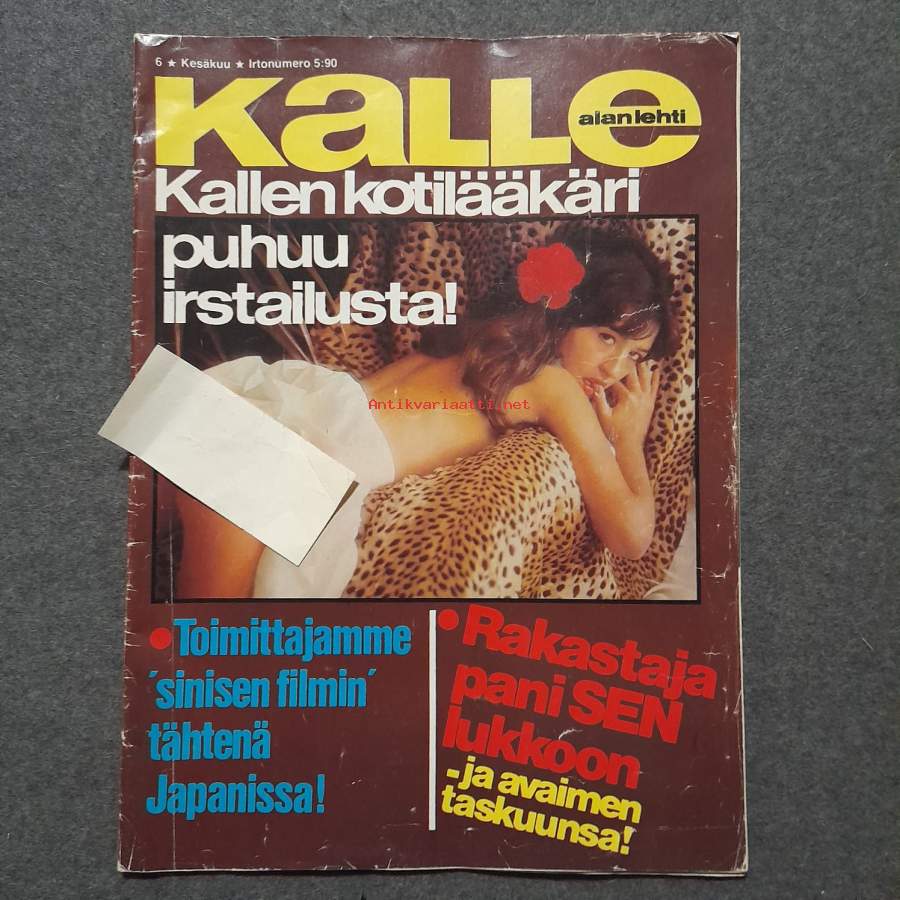 6 ★ Kesäkuu ★ Irtonumero 5:90
KaLLe
alan lehti
Kallen kotilääkäri
puhuu
irstailusta!
Antikvariaatti.net
• Toimittajamme
'sinisen filmin'
tähtenä
Japanissa!
• Rakastaja
pani SEN
lukkoon
- ja avaimen
taskuunsa!